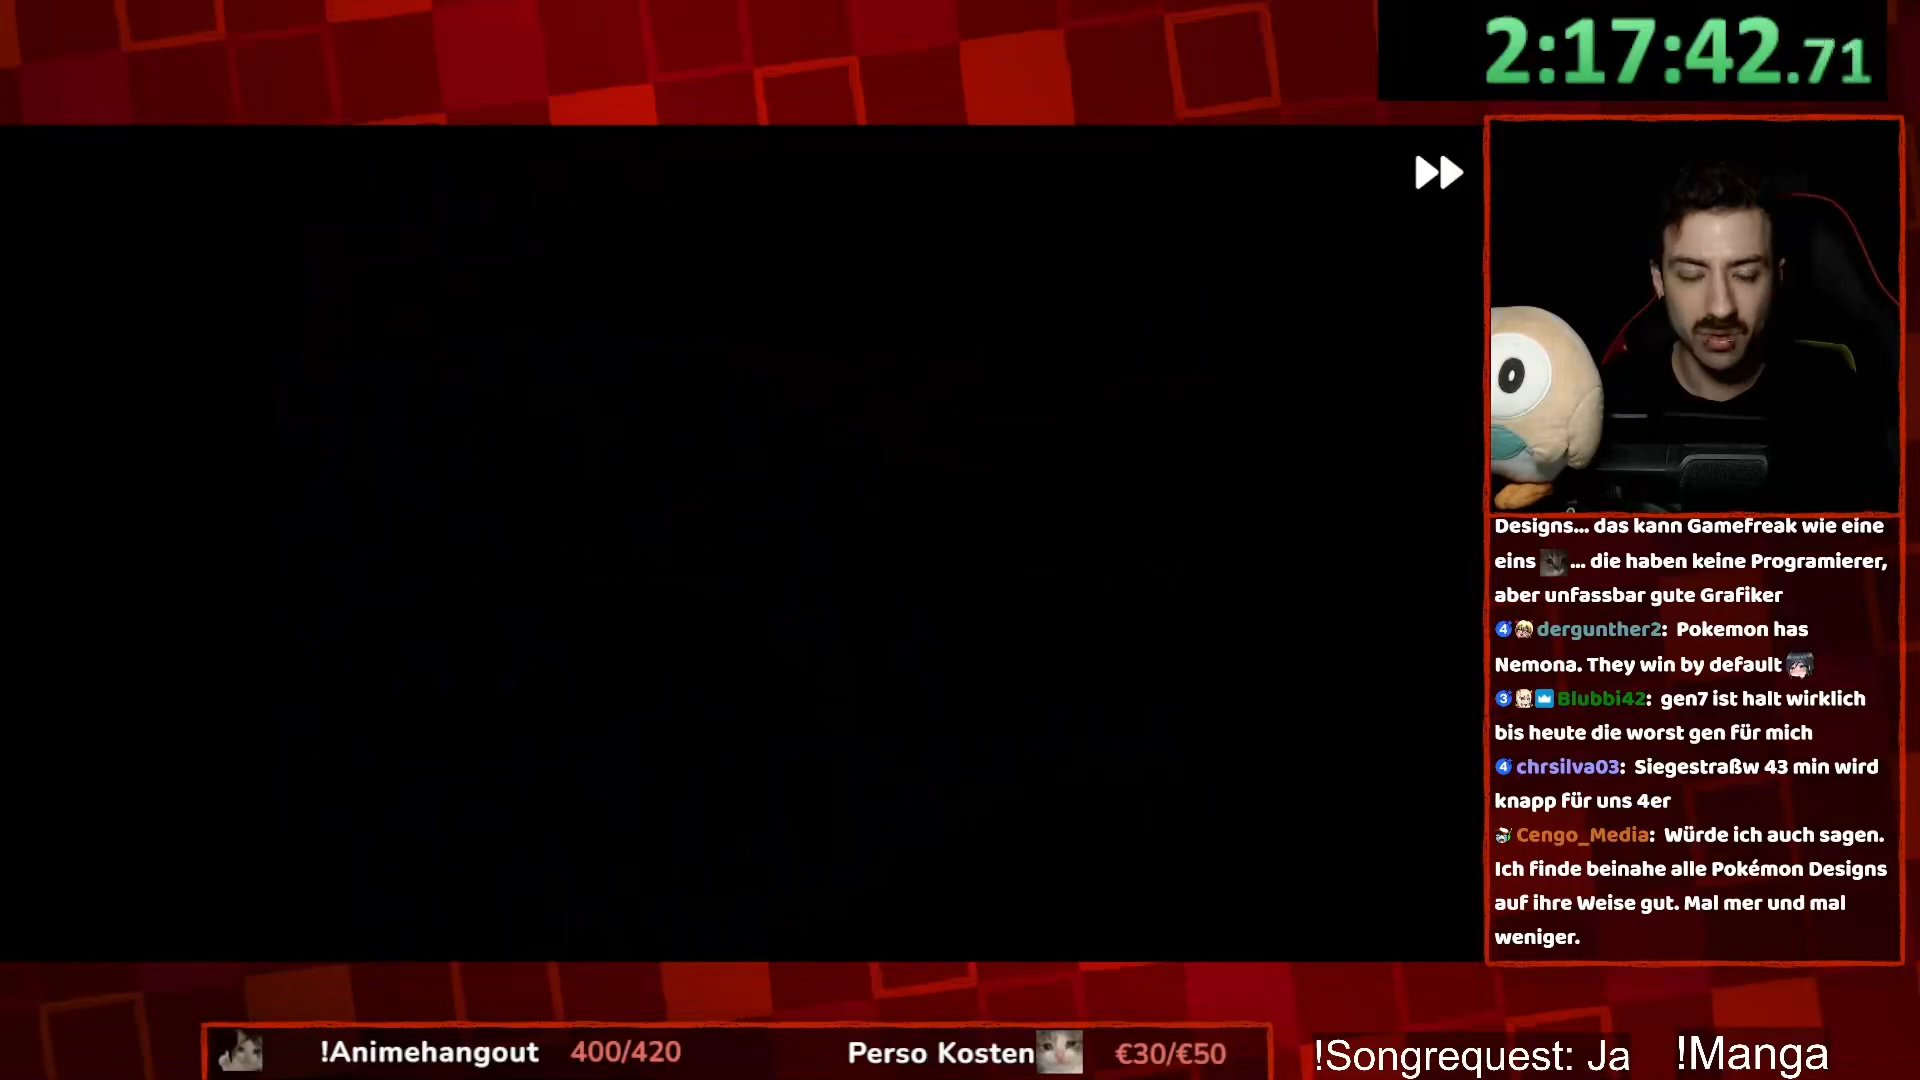 2:17:42.71
Designs... das kann Gamefreak wie eine
eins ... die haben keine Programierer,
aber unfassbar gute Grafiker
4 dergunther2: Pokemon has
Nemona. They win by default
3 Blubbi42: gen7 ist halt wirklich
bis heute die worst gen für mich
4 chrsilva03: Siegestraßw 43 min wird
knapp für uns 4er
Cengo_Media: Würde ich auch sagen.
Ich finde beinahe alle Pokémon Designs
auf ihre Weise gut. Mal mer und mal
weniger.
!Animehangout 400/420 Perso Kosten €30/€50 !Songrequest: Ja !Manga